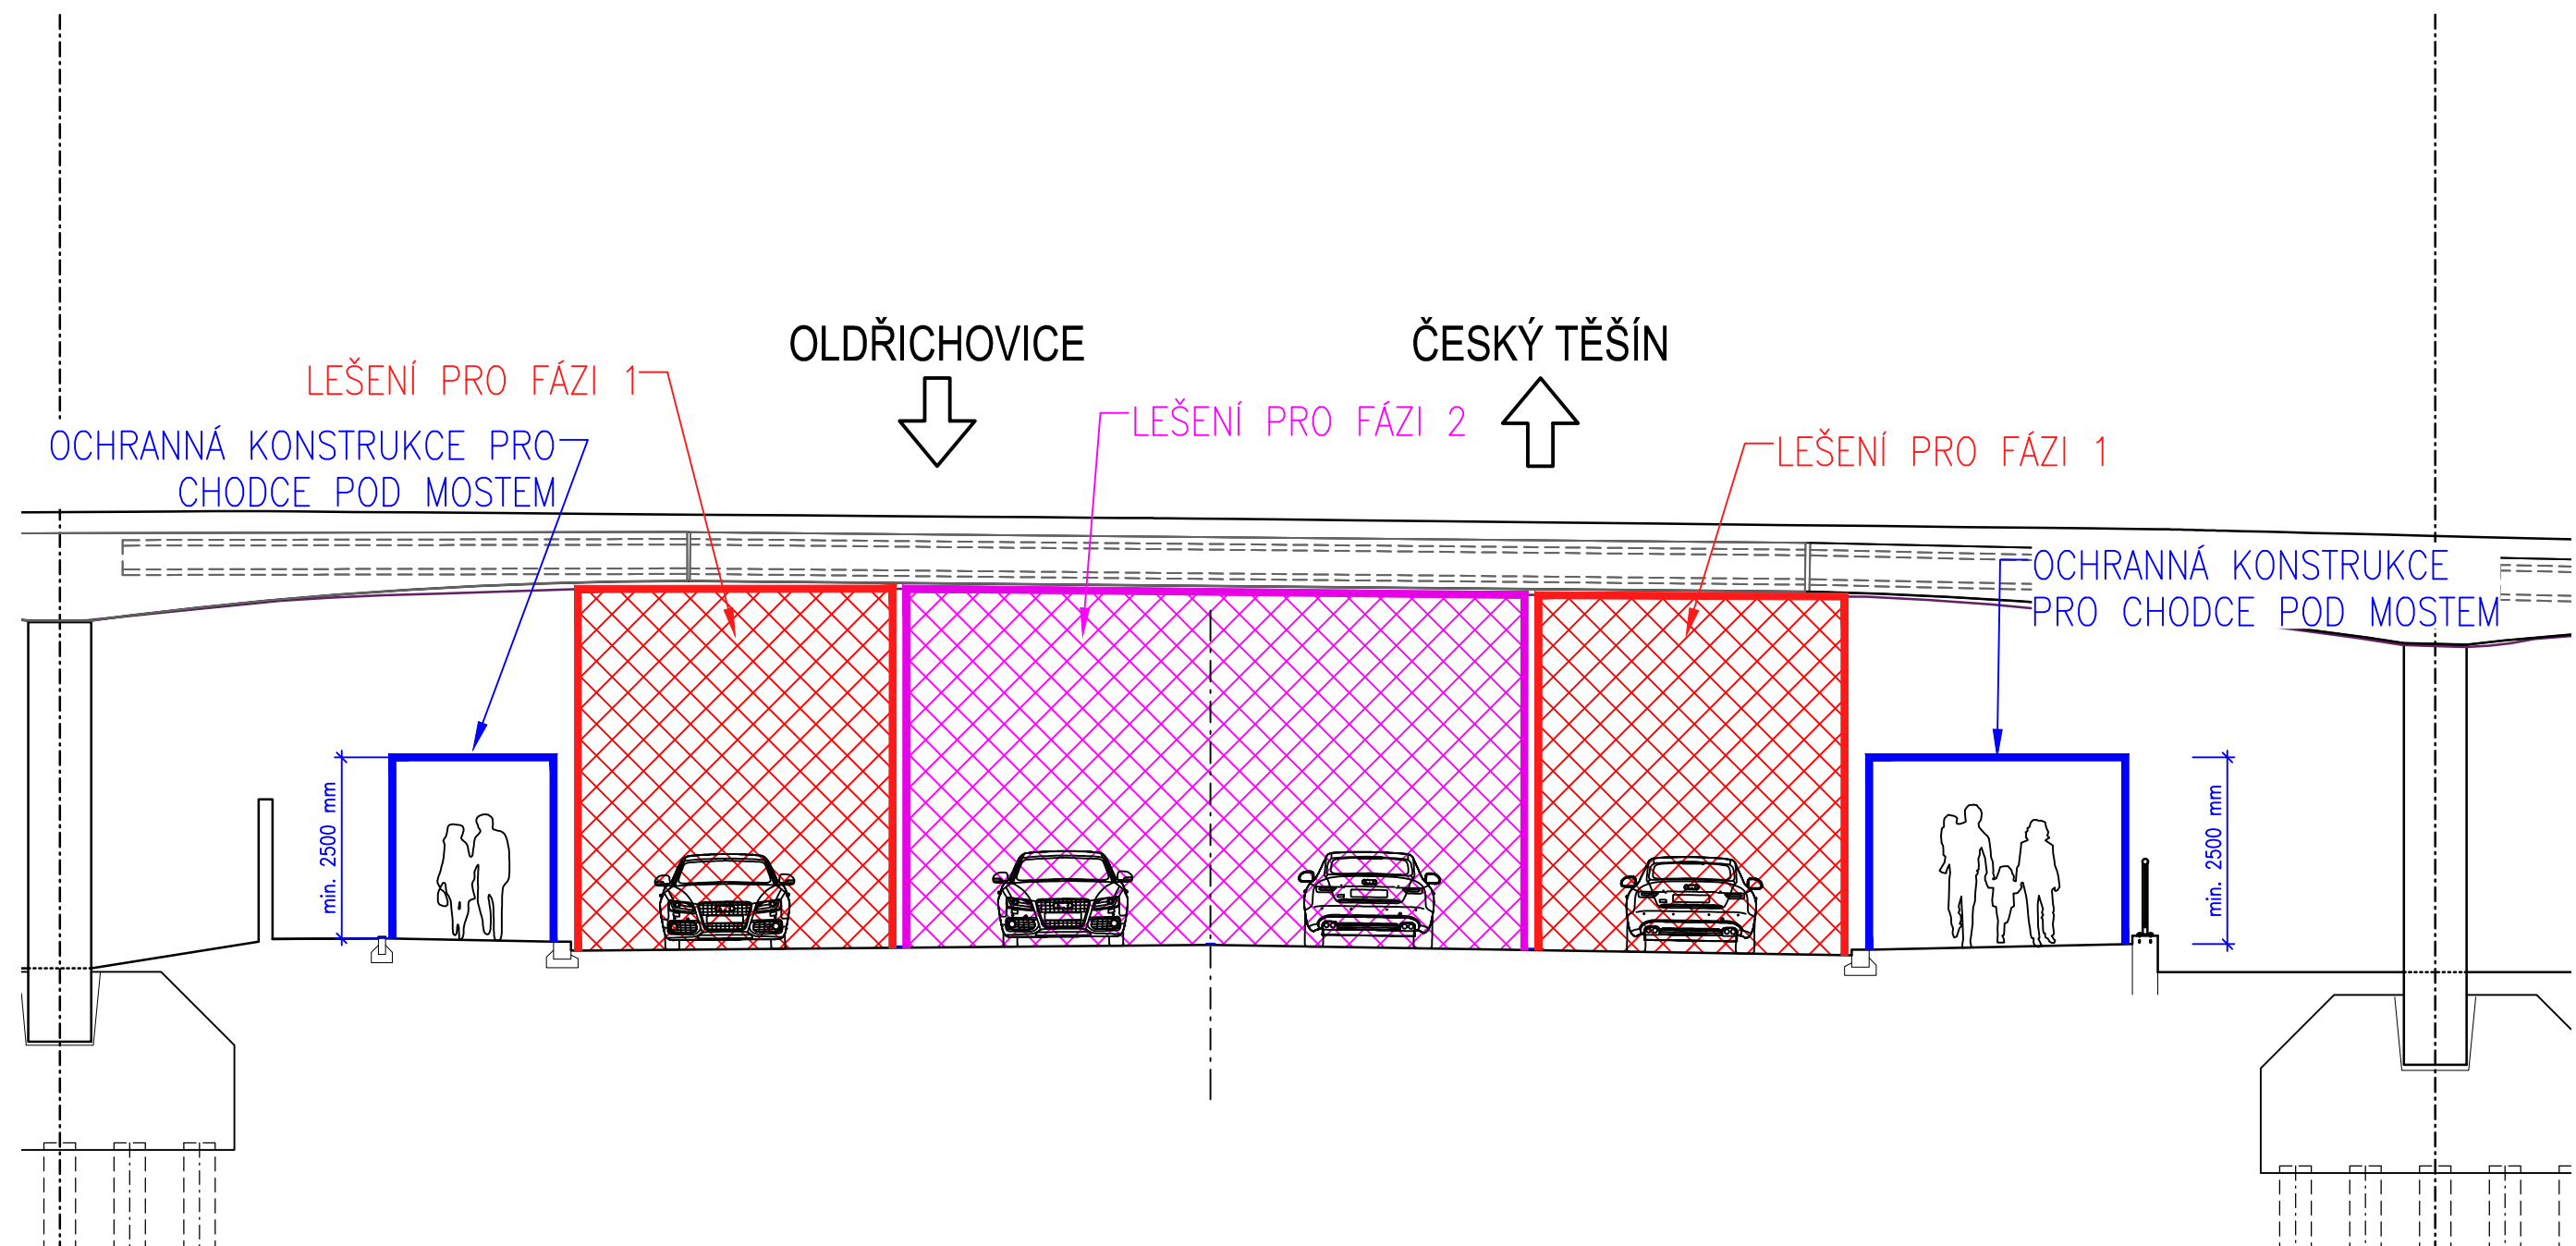 OLDŘICHOVICE
ČESKÝ TĚŠÍN
LEŠENÍ PRO FÁZI 1
LEŠENÍ PRO FÁZI 2
OCHRANNÁ KONSTRUKCE PRO
CHODCE POD MOSTEM
LEŠENÍ PRO FÁZI 1
OCHRANNÁ KONSTRUKCE
PRO CHODCE POD MOSTEM
min. 2500 mm
min. 2500 mm